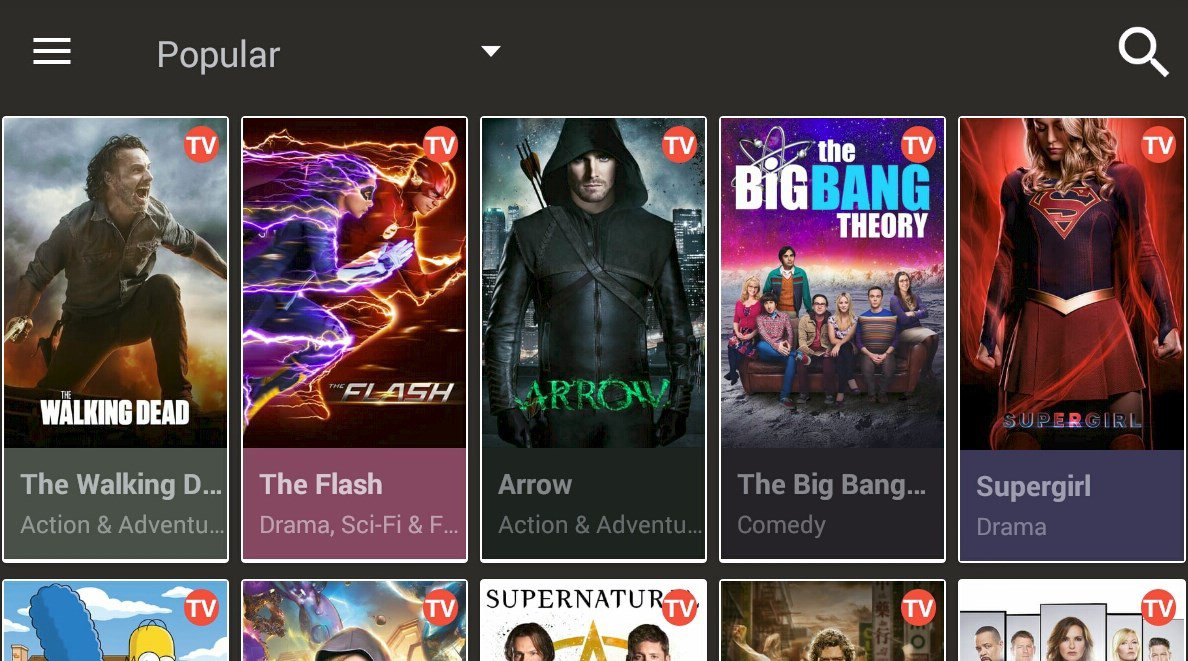 Popular
TV
TV
TV
TV
TV
the
BIGBANG
THEORY
THE
WALKING DEAD
THE FLASH
ARROW
SUPERGIRL
The Walking D...
The Flash
Arrow
The Big Bang...
Supergirl
Action & Adventu...
Drama, Sci-Fi & F...
Action & Adventu...
Comedy
Drama
TV
TV
TV
TV
TV
SUPERNATUR